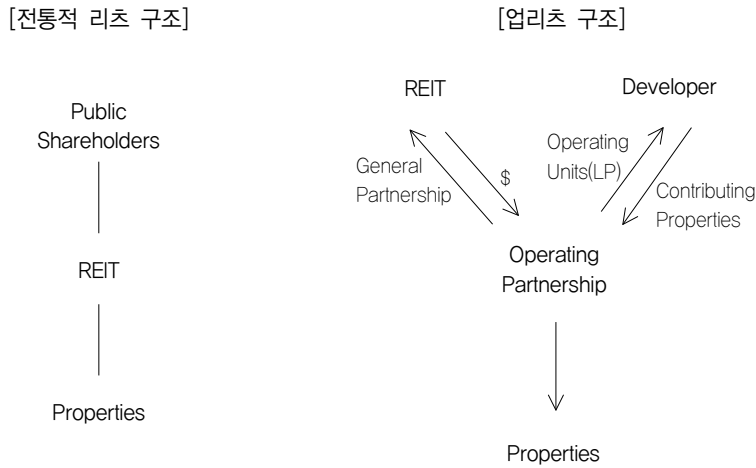 [전통적 리츠 구조]
Public
Shareholders
REIT
Properties
[업리츠 구조]
REIT
Developer
General
Partnership
$
Operating
Units(LP)
Contributing
Properties
Operating
Partnership
Properties